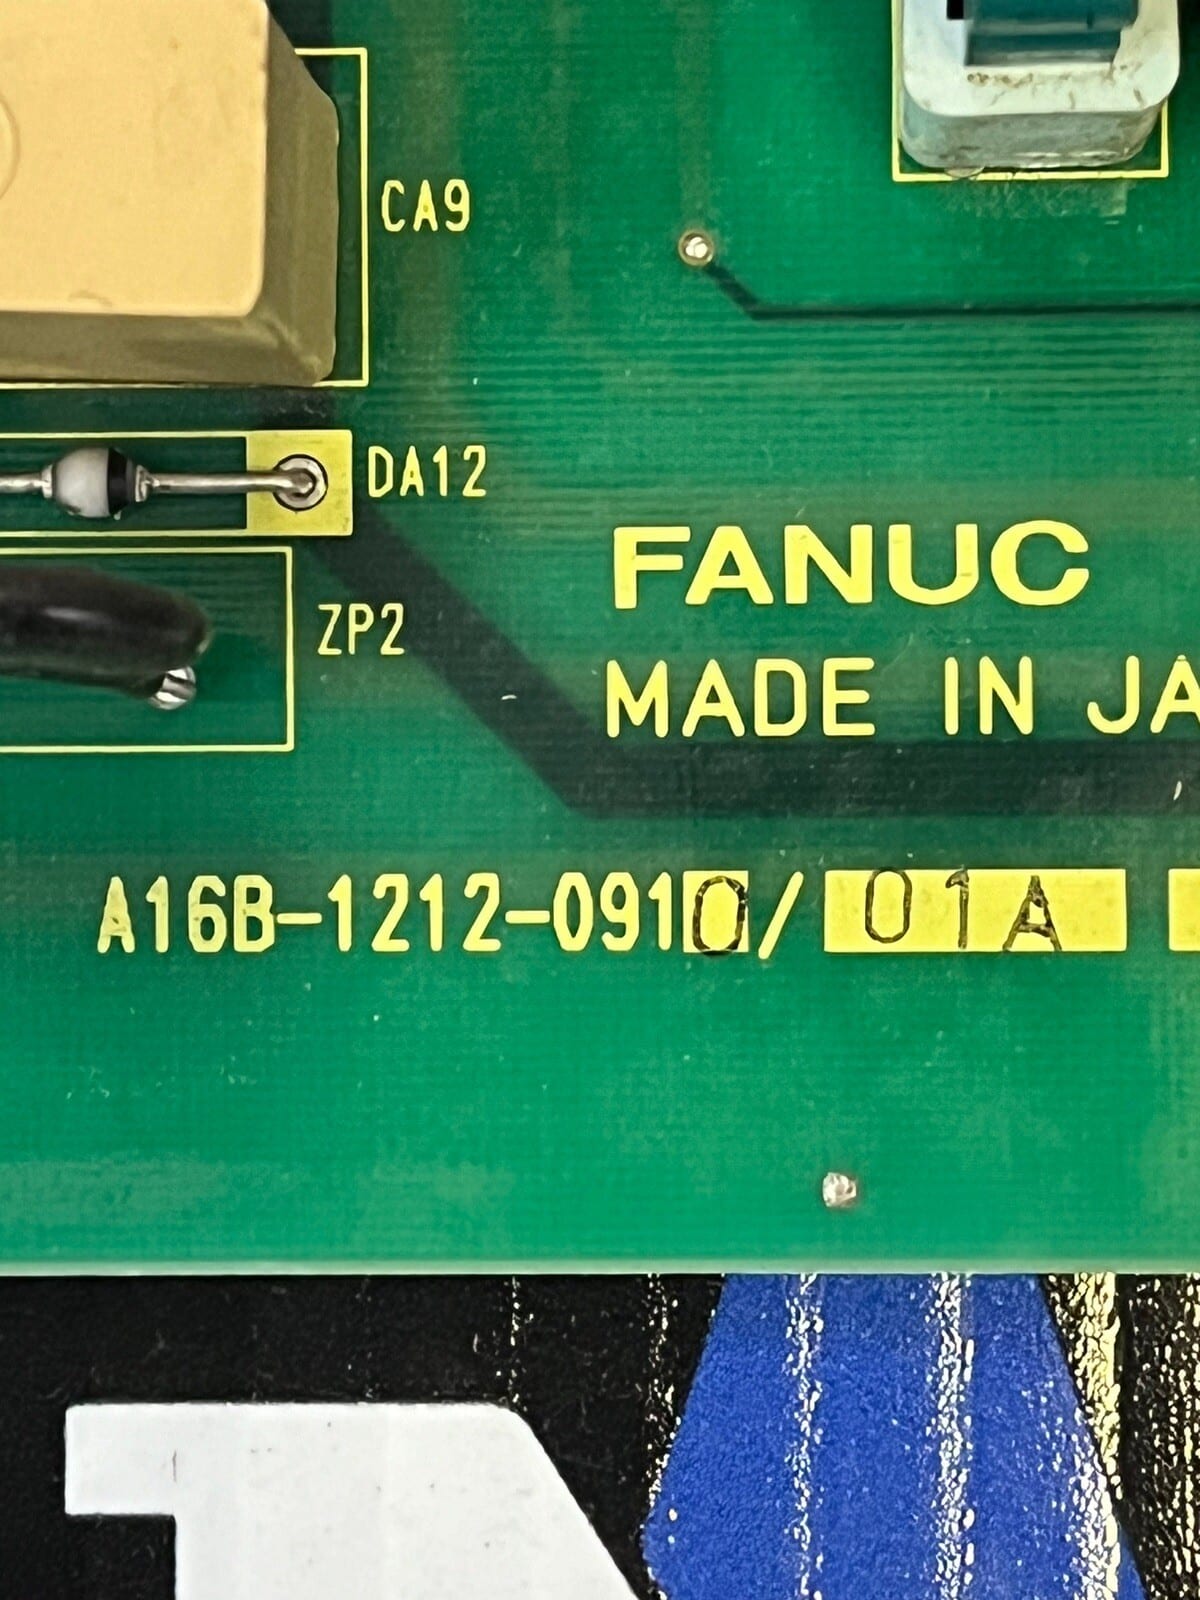 CA9
DA12
ZP2
FANUC
MADE IN JA
A16B-1212-0910/01A